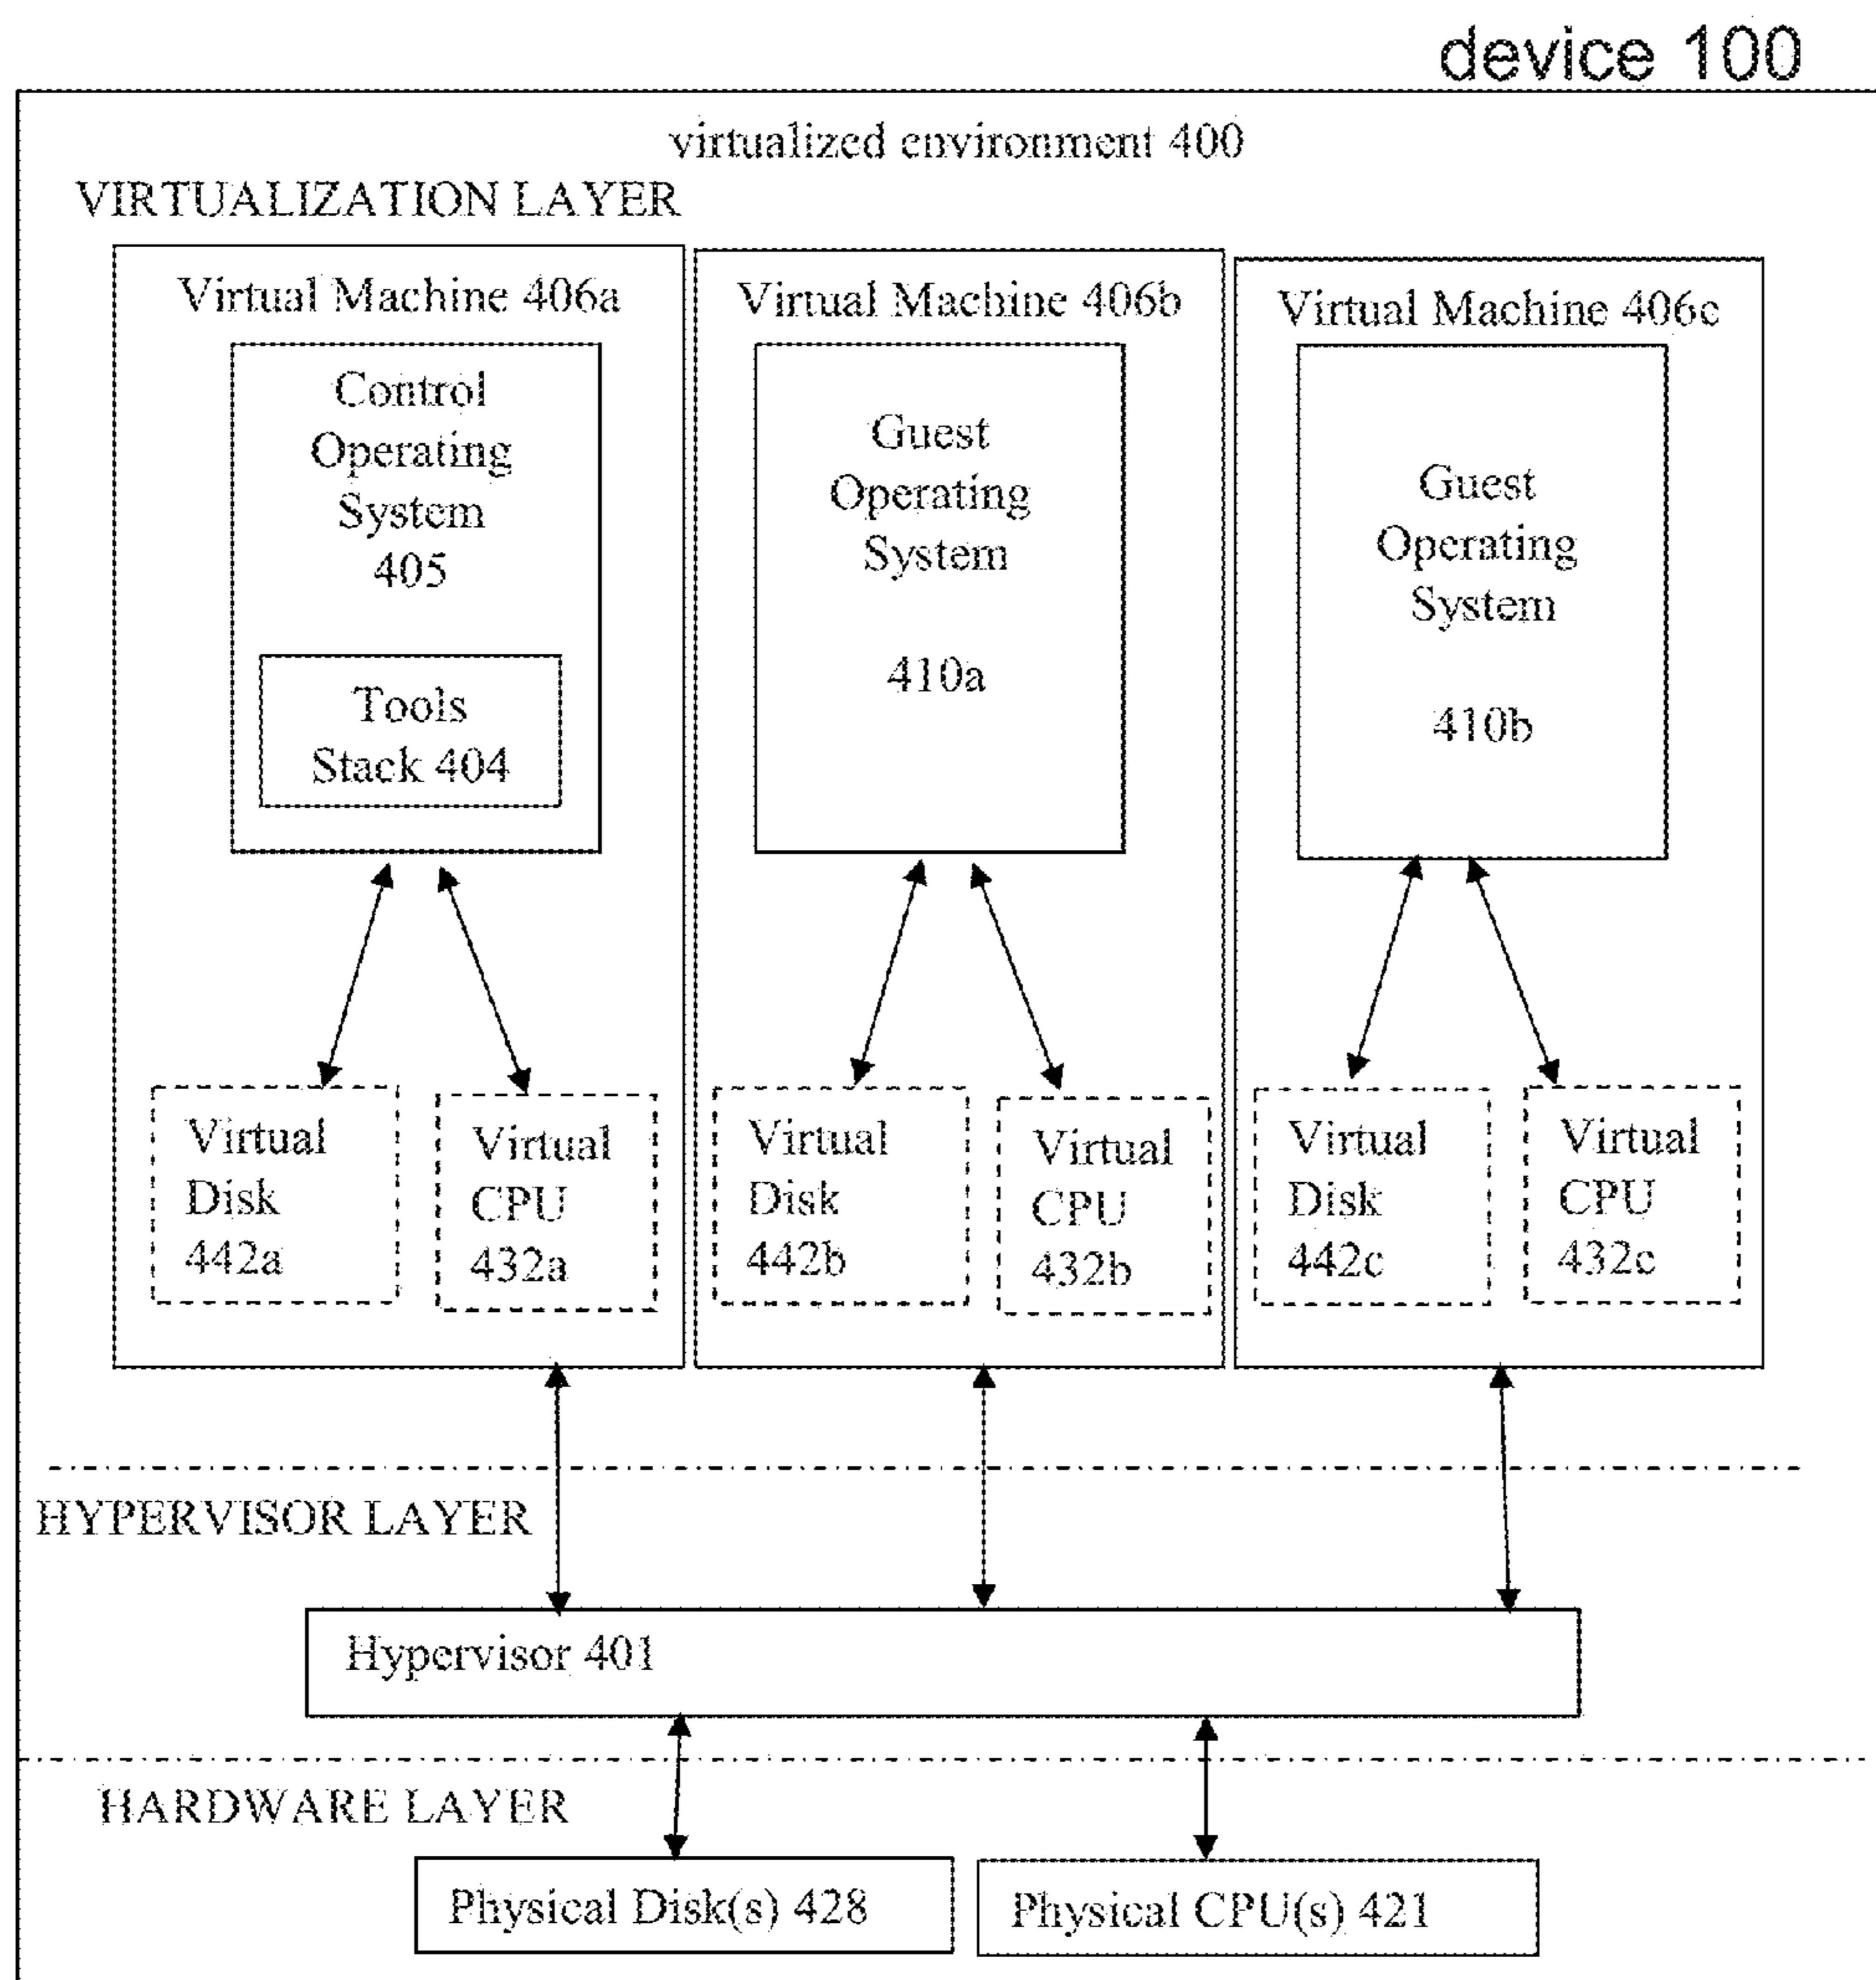 device 100
virtualized environment 400
VIRTUALIZATION LAYER
Virtual Machine 406a
Control
Operating
System
405
Tools
Stack 404
Virtual
Disk
442a
Virtual
CPU
432a
Virtual Machine 406b
Guest
Operating
System
410a
Virtual
Disk
442b
Virtual
CPU
432b
Virtual Machine 406c
Guest
Operating
System
410b
Virtual
Disk
442c
Virtual
CPU
432c
HYPERVISOR LAYER
Hypervisor 401
HARDWARE LAYER
Physical Disk(s) 428
Physical CPU(s) 421